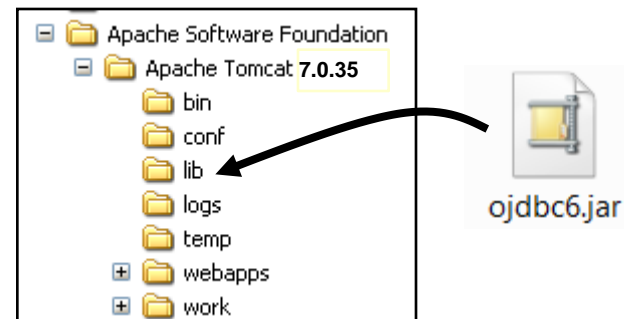 Apache Software Foundation
Apache Tomcat 7.0.35
bin
conf
lib
logs
temp
webapps
work
ojdbc6.jar